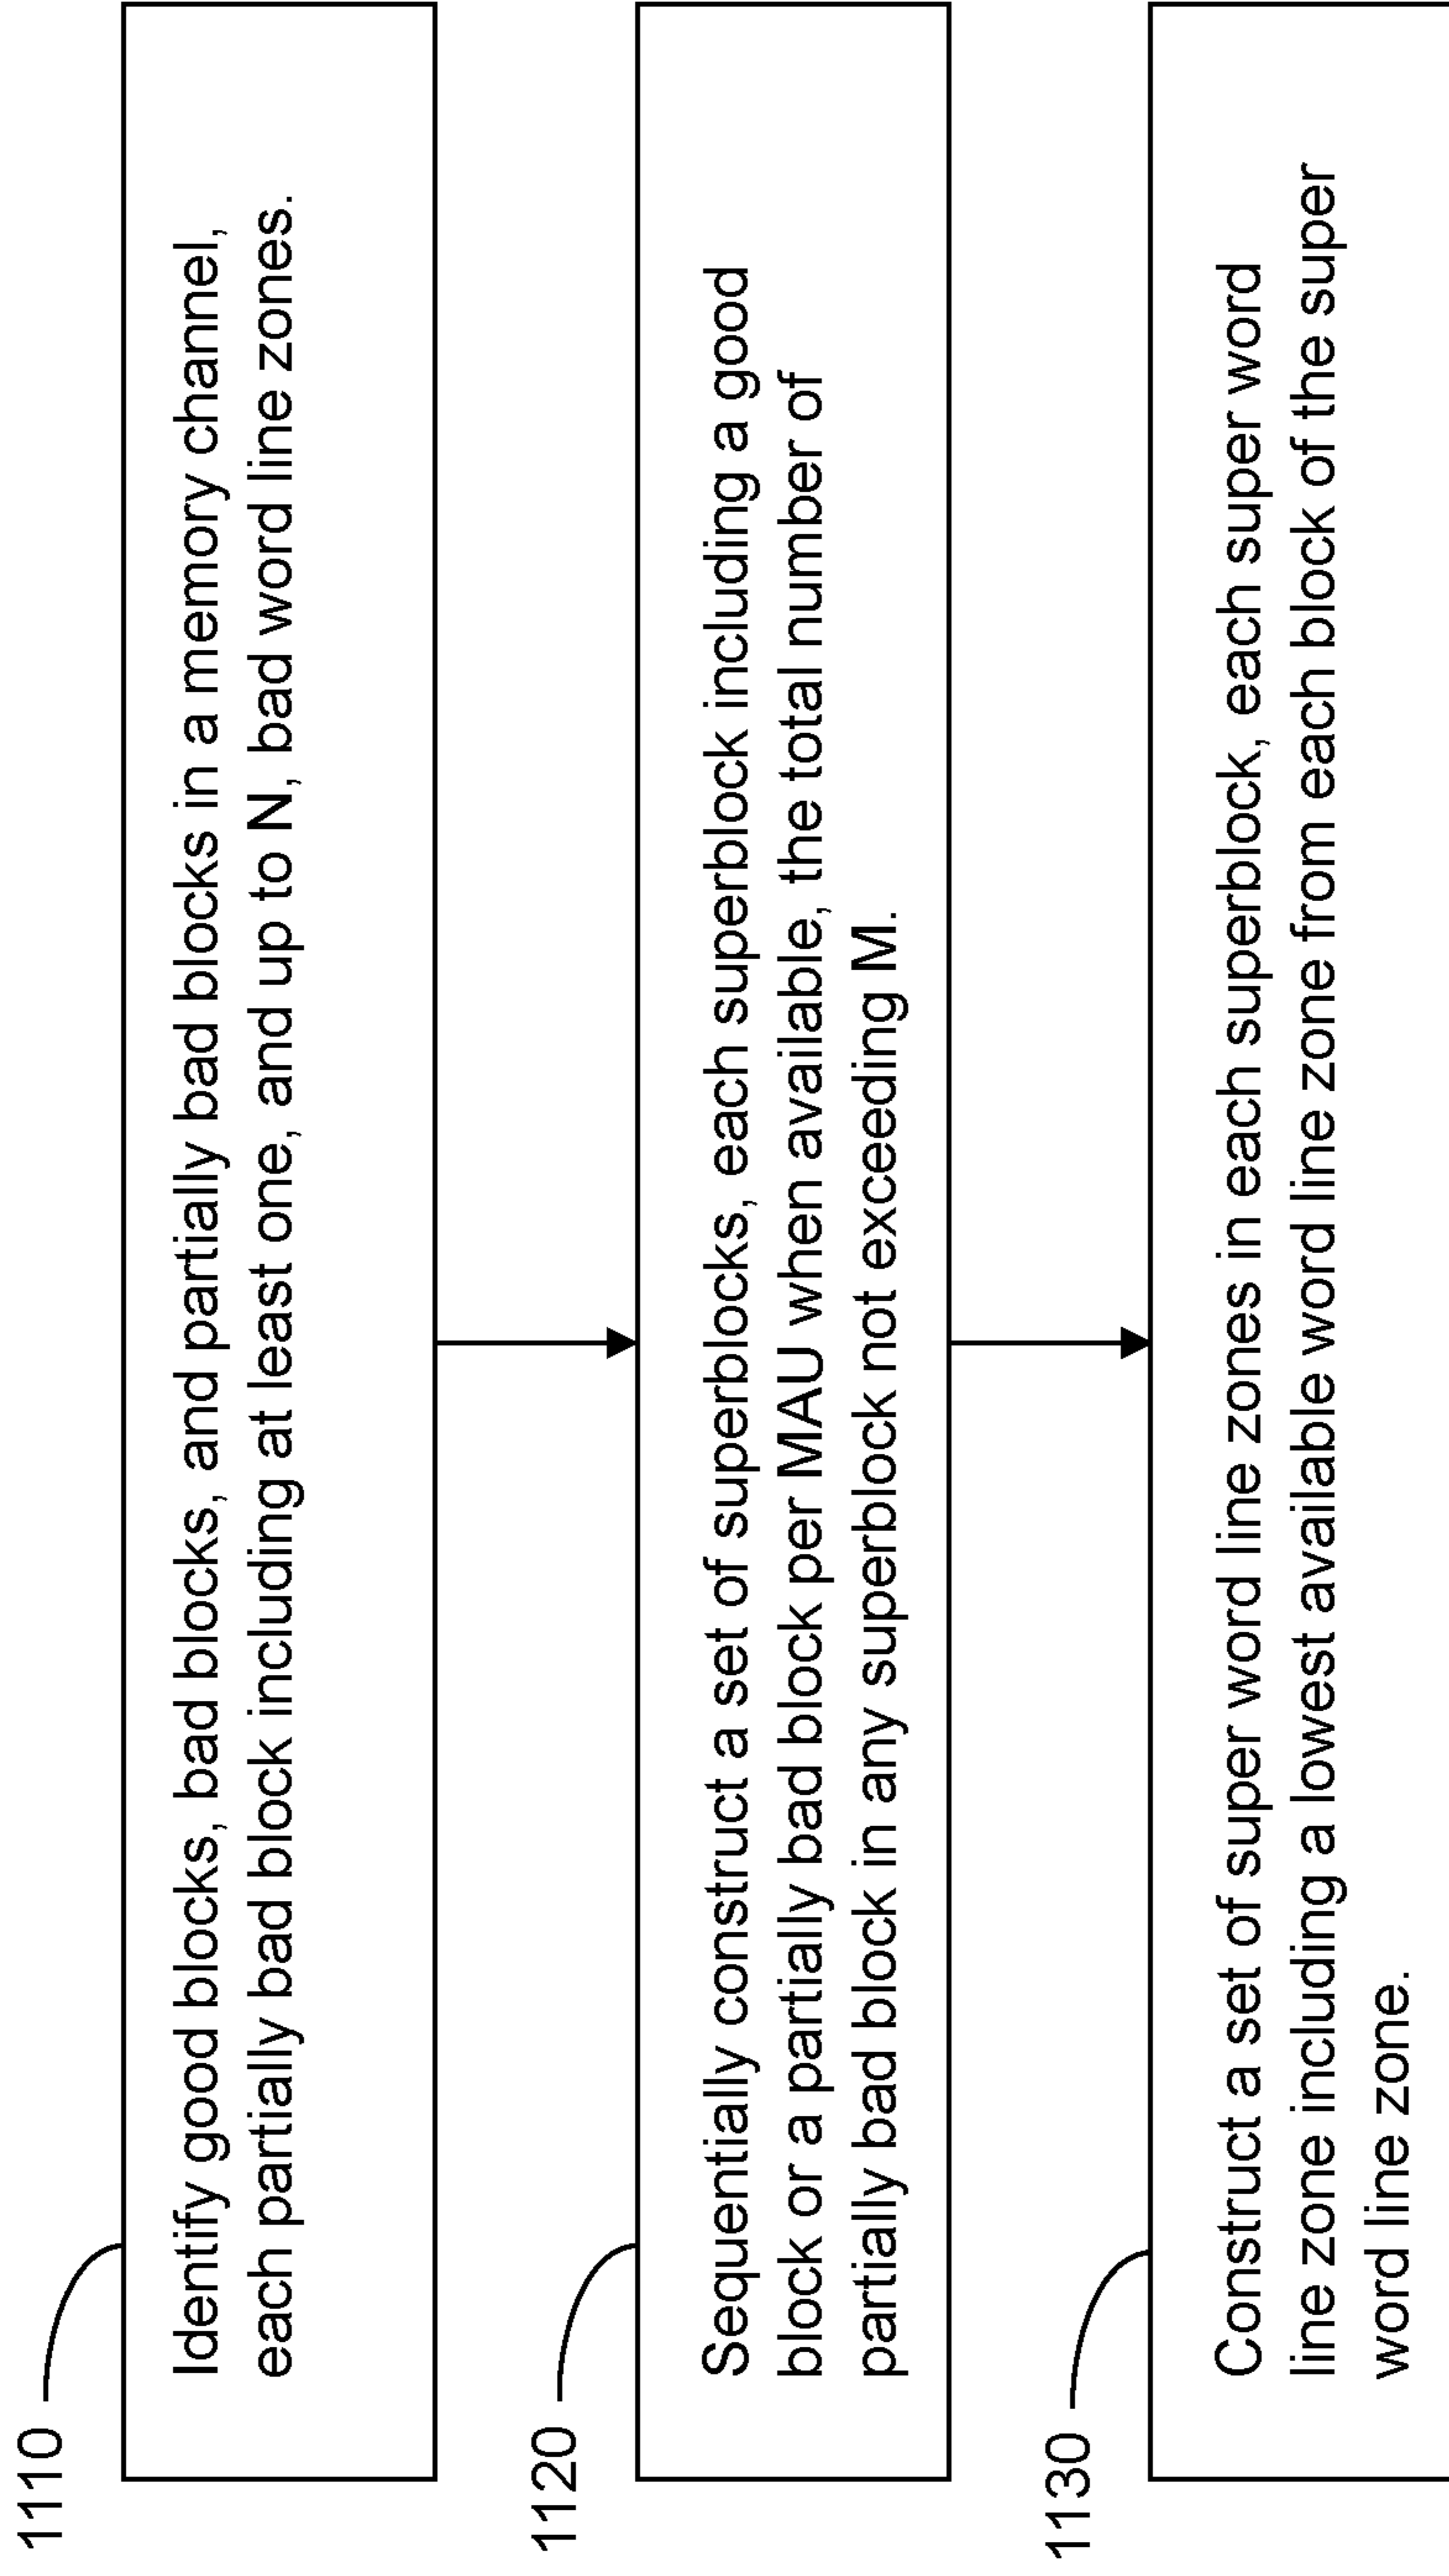 1110
Identify good blocks, bad blocks, and partially bad blocks in a memory channel,
each partially bad block including at least one, and up to N, bad word line zones.
1120
Sequentially construct a set of superblocks, each superblock including a good
block or a partially bad block per MAU when available, the total number of
partially bad block in any superblock not exceeding M.
1130
Construct a set of super word line zones in each superblock, each super word
line zone including a lowest available word line zone from each block of the super
word line zone.